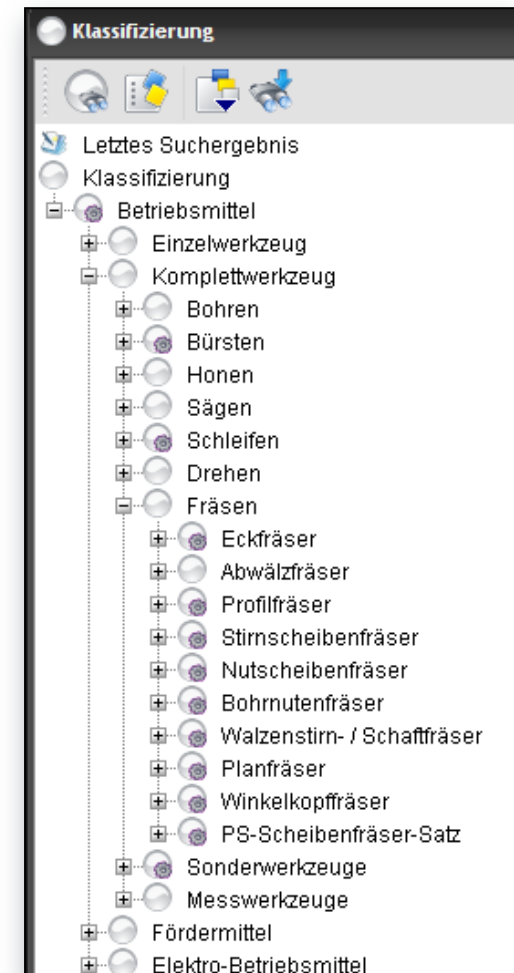 Klassifizierung
Letztes Suchergebnis
Klassifizierung
Betriebsmittel
Einzelwerkzeug
Komplettwerkzeug
Bohren
Bürsten
Honen
Sägen
Schleifen
Drehen
Fräsen
Eckfräser
Abwälzfräser
Profilfräser
Stirnscheibenfräser
Nutscheibenfräser
Bohrnutenfräser
Walzenstirn- / Schaftfräser
Planfräser
Winkelkopffräser
PS-Scheibenfräser-Satz
Sonderwerkzeuge
Messwerkzeuge
Fördermittel
Elektro-Betriebsmittel